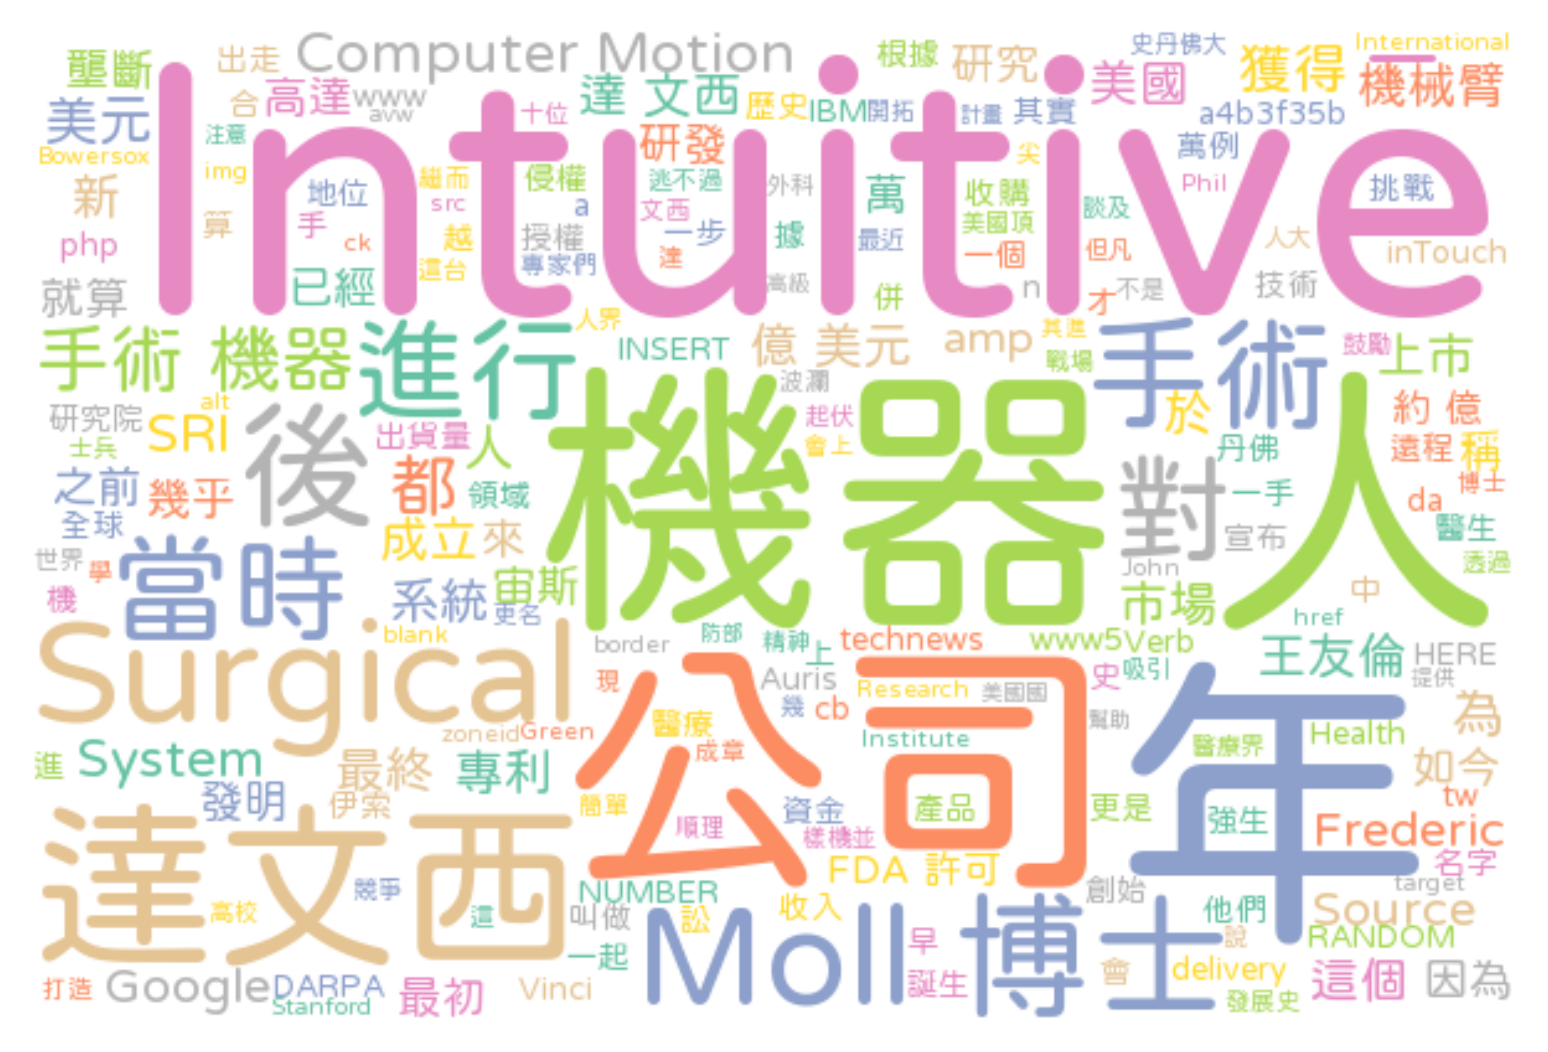 壟斷 出走 Computer Motion 根據 研究 史丹佛大 獲得 International
美元 合 高達 www avw 十位 達 文西 歷史 IBM 開拓 計畫 其實 美國 a4b3f35b 機械臂
Bowersox 注意 研發 尖 萬例
Intuitive
img 地位 繼而 侵權 逃不過 外科 萬 收購 Phil 挑戰
新 算 手 src a 文西 一步 美國頂 談及
php ck 越 授權 達 據 最近 一個 但凡 人大 inTouch
就算 已經 這台 專家們 高級 併 n 才 不是 技術
手術 機器 進行 人界 INSERT 億 美元 amp 其進 戰場 手術 鼓勵 上市
研究院 alt 波瀾 於 約 億
士兵 SRI 後 出貨量 人 起伏 會上 丹佛 遠程 稱
機器人
之前 幾乎 都 領域 對 一手 da 博士
全球 成立 來 宣布 醫生
世界 學 當時 John 透過
機 系統 宙斯 更名 市場 中 href
Surgical blank border 防部 精神 上 technews www5 Verb 王友倫 HERE
現 Auris Research 美國國 史 吸引 提供
公司 年
zoneid Green 醫療 幾 cb 幫助 為
進 System 最終 專利 成章 Institute 醫療界 Health 如今
發明 伊索 簡單 資金 產品 更是 強生 tw
達文西 順理 樣機並 Frederic
FDA 許可 名字
高校 競爭 這 NUMBER 創始 target
叫做 訟 收入 他們 Source
Moll 博士
一起 早 說 RANDOM
打造 Google DARPA 最初 Vinci 誕生 會 delivery 這個 因為
Stanford 發展史